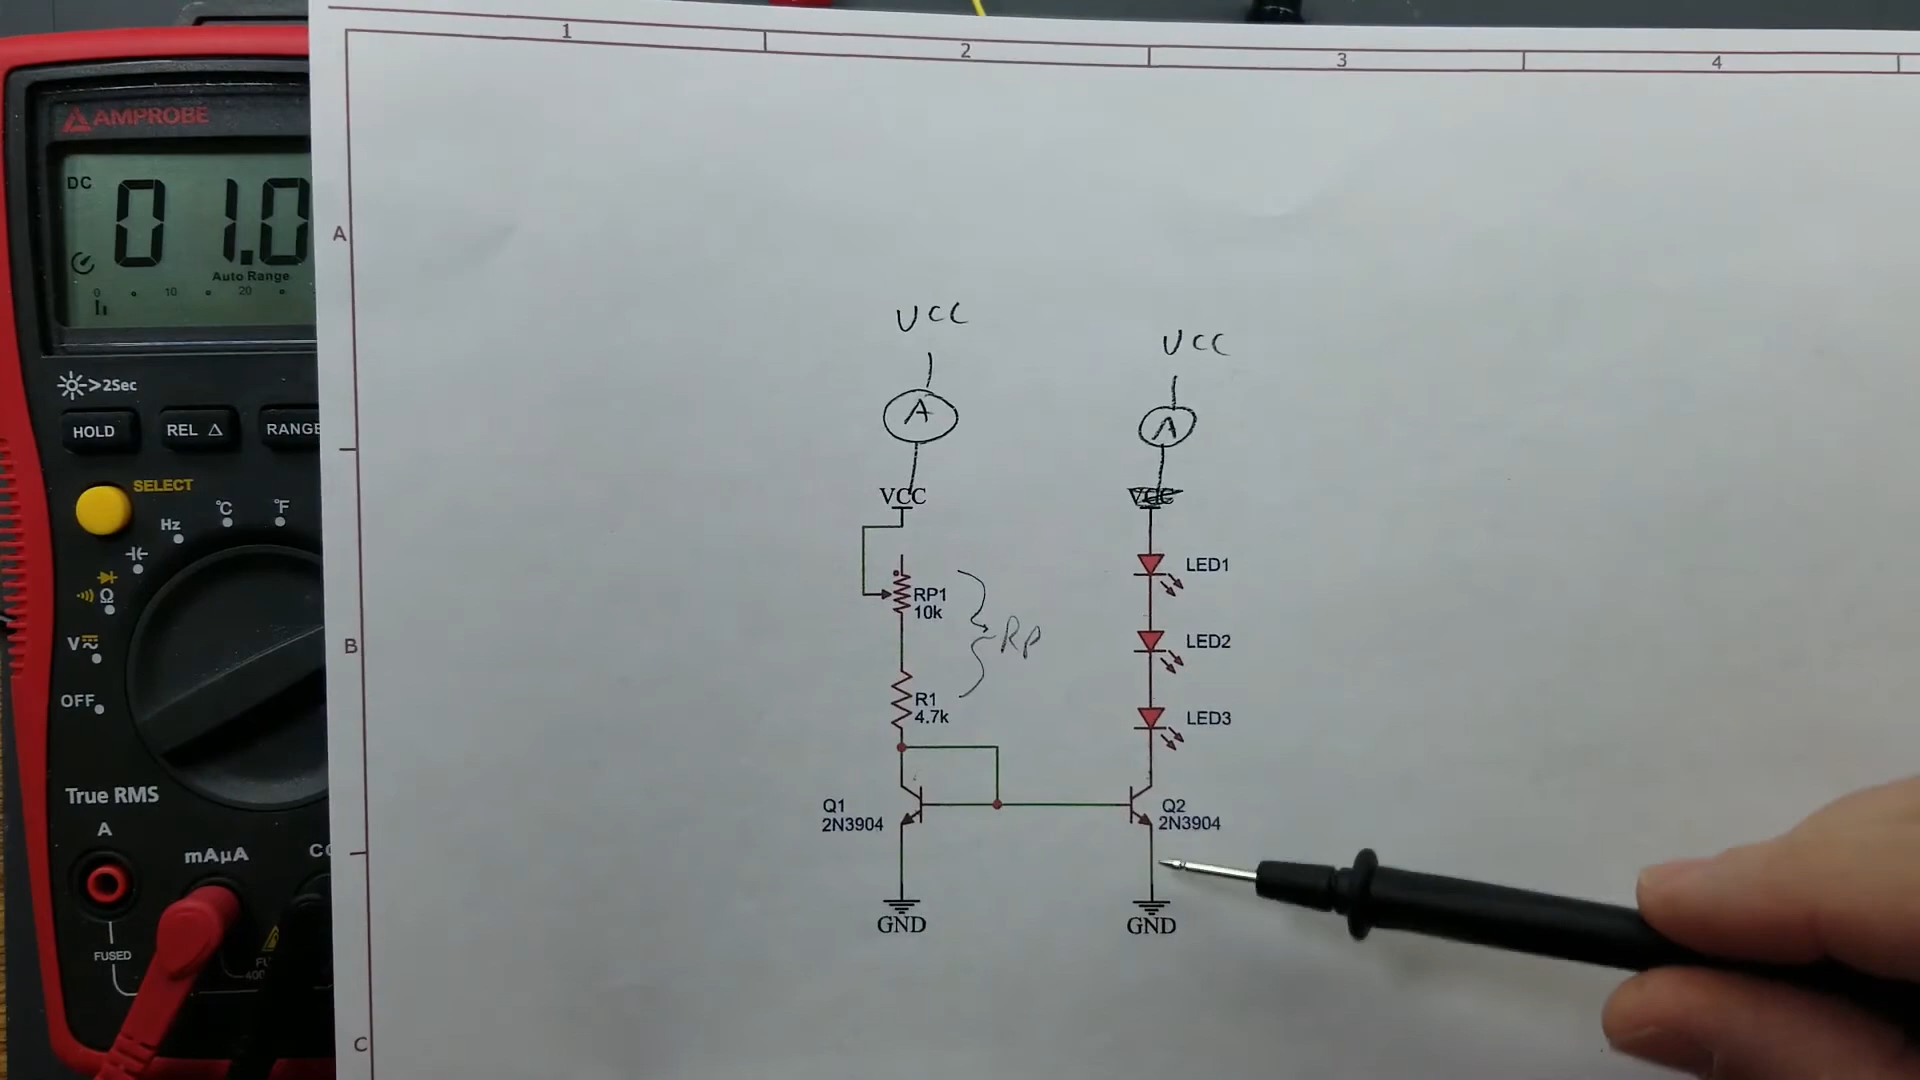 AMPROBE
DC
01.0
Auto Range
0 10 20
>2Sec
HOLD
REL Δ
RANGE
SELECT
Hz
℃
℉
Ω
V
OFF
True RMS
A
mAµA
FUSED
1
2
3
4
A
B
C
VCC
A
VCC
RP1
10k
RP
R1
4.7k
Q1
2N3904
GND
VCC
A
VCC
LED1
LED2
LED3
Q2
2N3904
GND